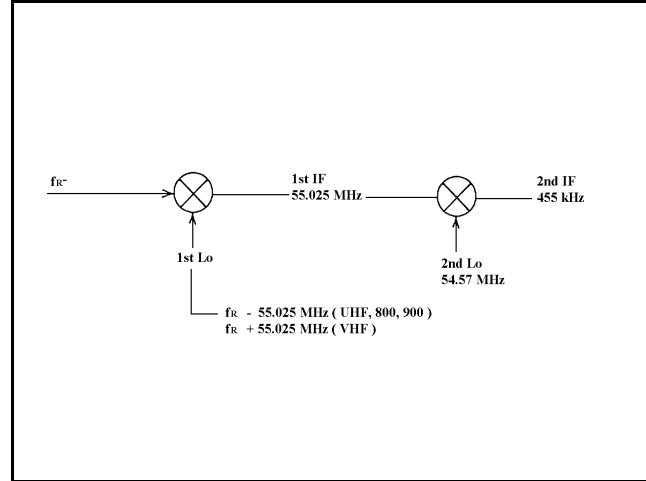 fR-
1st IF
55.025 MHz
2nd IF
455 kHz
1st Lo
2nd Lo
54.57 MHz
fR - 55.025 MHz ( UHF, 800, 900 )
fR + 55.025 MHz ( VHF )